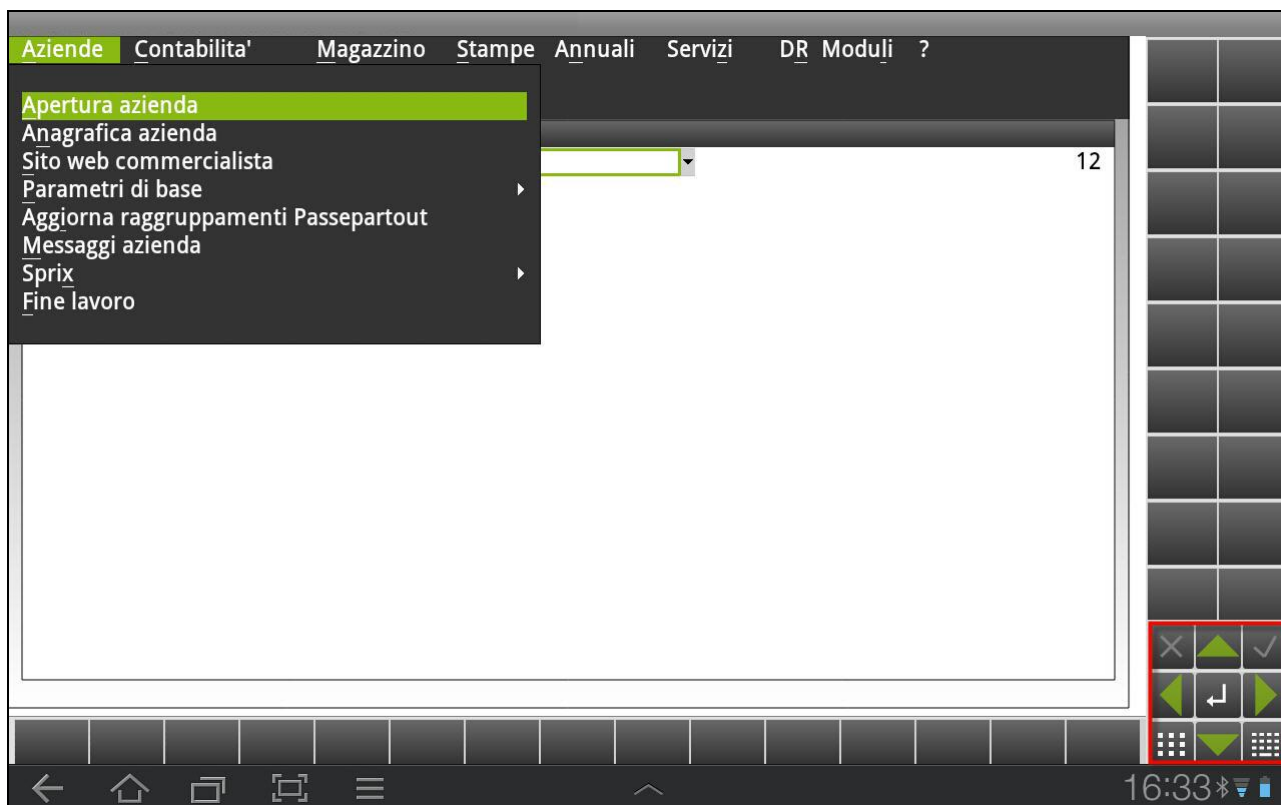 Aziende Contabilita' Magazzino Stampe Annuali Servizi DR Moduli ?
Apertura azienda
Anagrafica azienda
Sito web commercialista
12
Parametri di base
Aggiorna raggruppamenti Passepartout
Messaggi azienda
Sprix
Fine lavoro
16:33